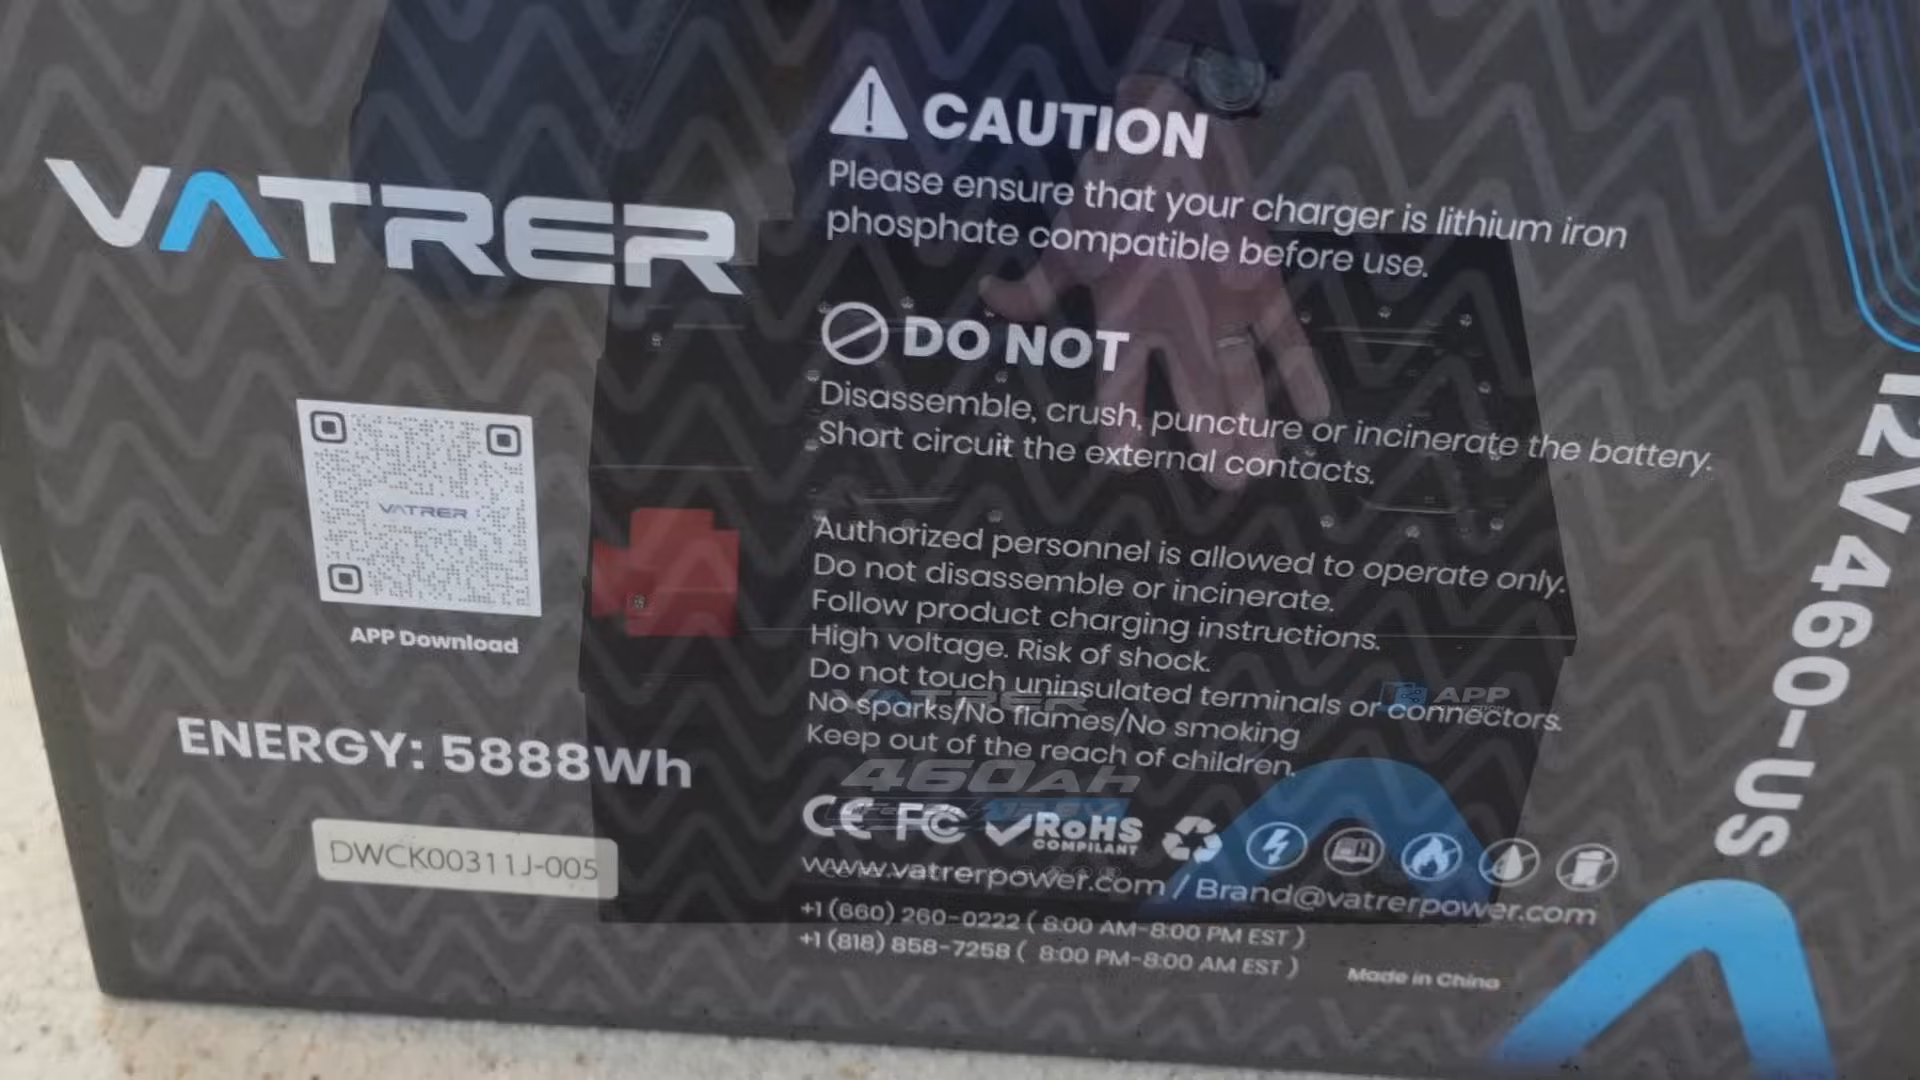 VATRER
CAUTION
Please ensure that your charger is lithium iron
phosphate compatible before use.
DO NOT
Disassemble, crush, puncture or incinerate the battery.
Short circuit the external contacts.
Authorized personnel is allowed to operate only.
Do not disassemble or incinerate.
Follow product charging instructions.
High voltage. Risk of shock.
Do not touch uninsulated terminals or connectors.
No sparks/No flames/No smoking
Keep out of the reach of children.
VATRER
APP Download
ENERGY: 5888Wh
DWCK00311J-005
VATRER
APP
460Ah
CE FC RoHS
COMPILANT
www.vatrerpower.com / Brand@vatrerpower.com
+1 (660) 260-0222 ( 8:00 AM-8:00 PM EST )
+1 (818) 858-7258 ( 8:00 PM-8:00 AM EST )
Made in China
12V460-US